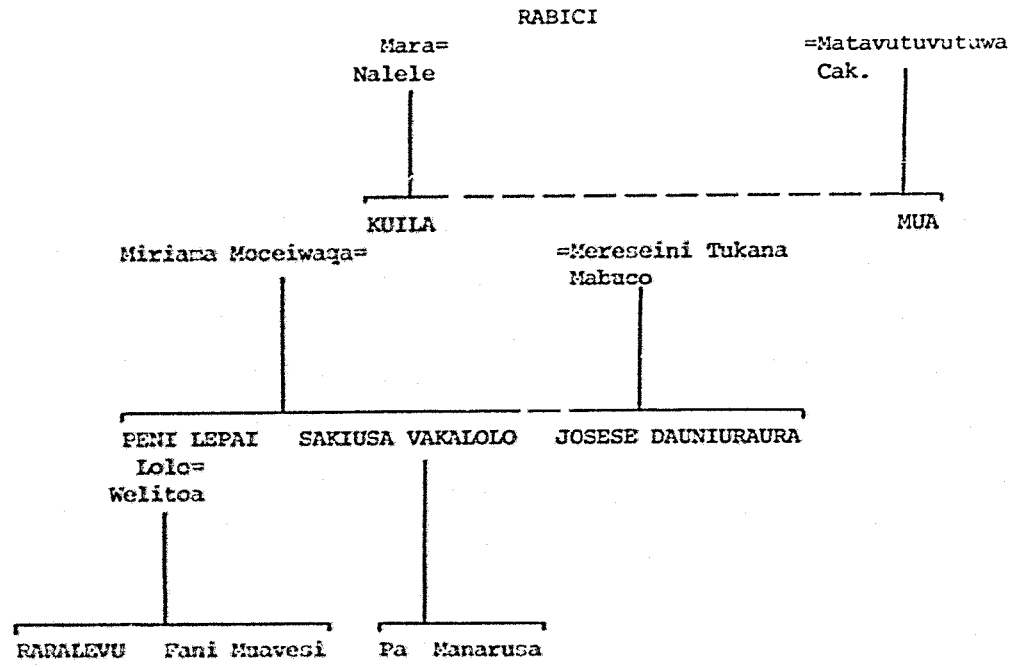 RABICI
Mara= =Matavutuvutuwa
Nalele Cak.
KUILA MUA
Miriama Moceiwaqa= =Mereseini Tukana
Mabuco
PENI LEPAI SAKIUSA VAKALOLO JOSESE DAUNIURAURA
Lolo=
Welitoa
RARALEVU Fani Maavesi Pa Manarusa